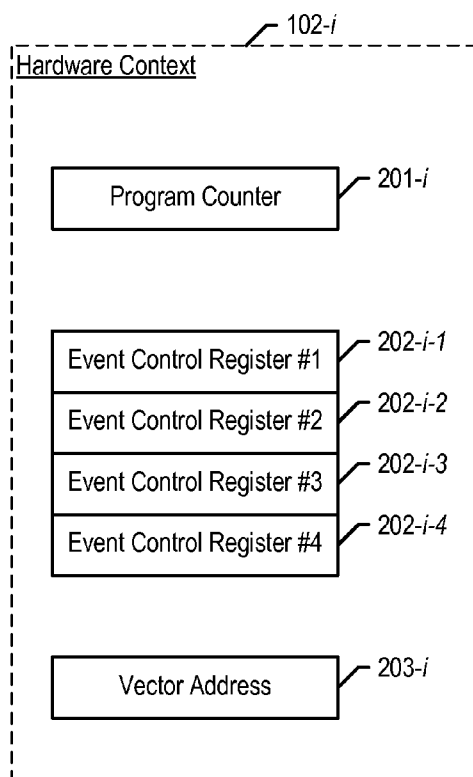 102-i
Hardware Context
Program Counter
201-i
Event Control Register #1
202-i-1
Event Control Register #2
202-i-2
Event Control Register #3
202-i-3
Event Control Register #4
202-i-4
Vector Address
203-i